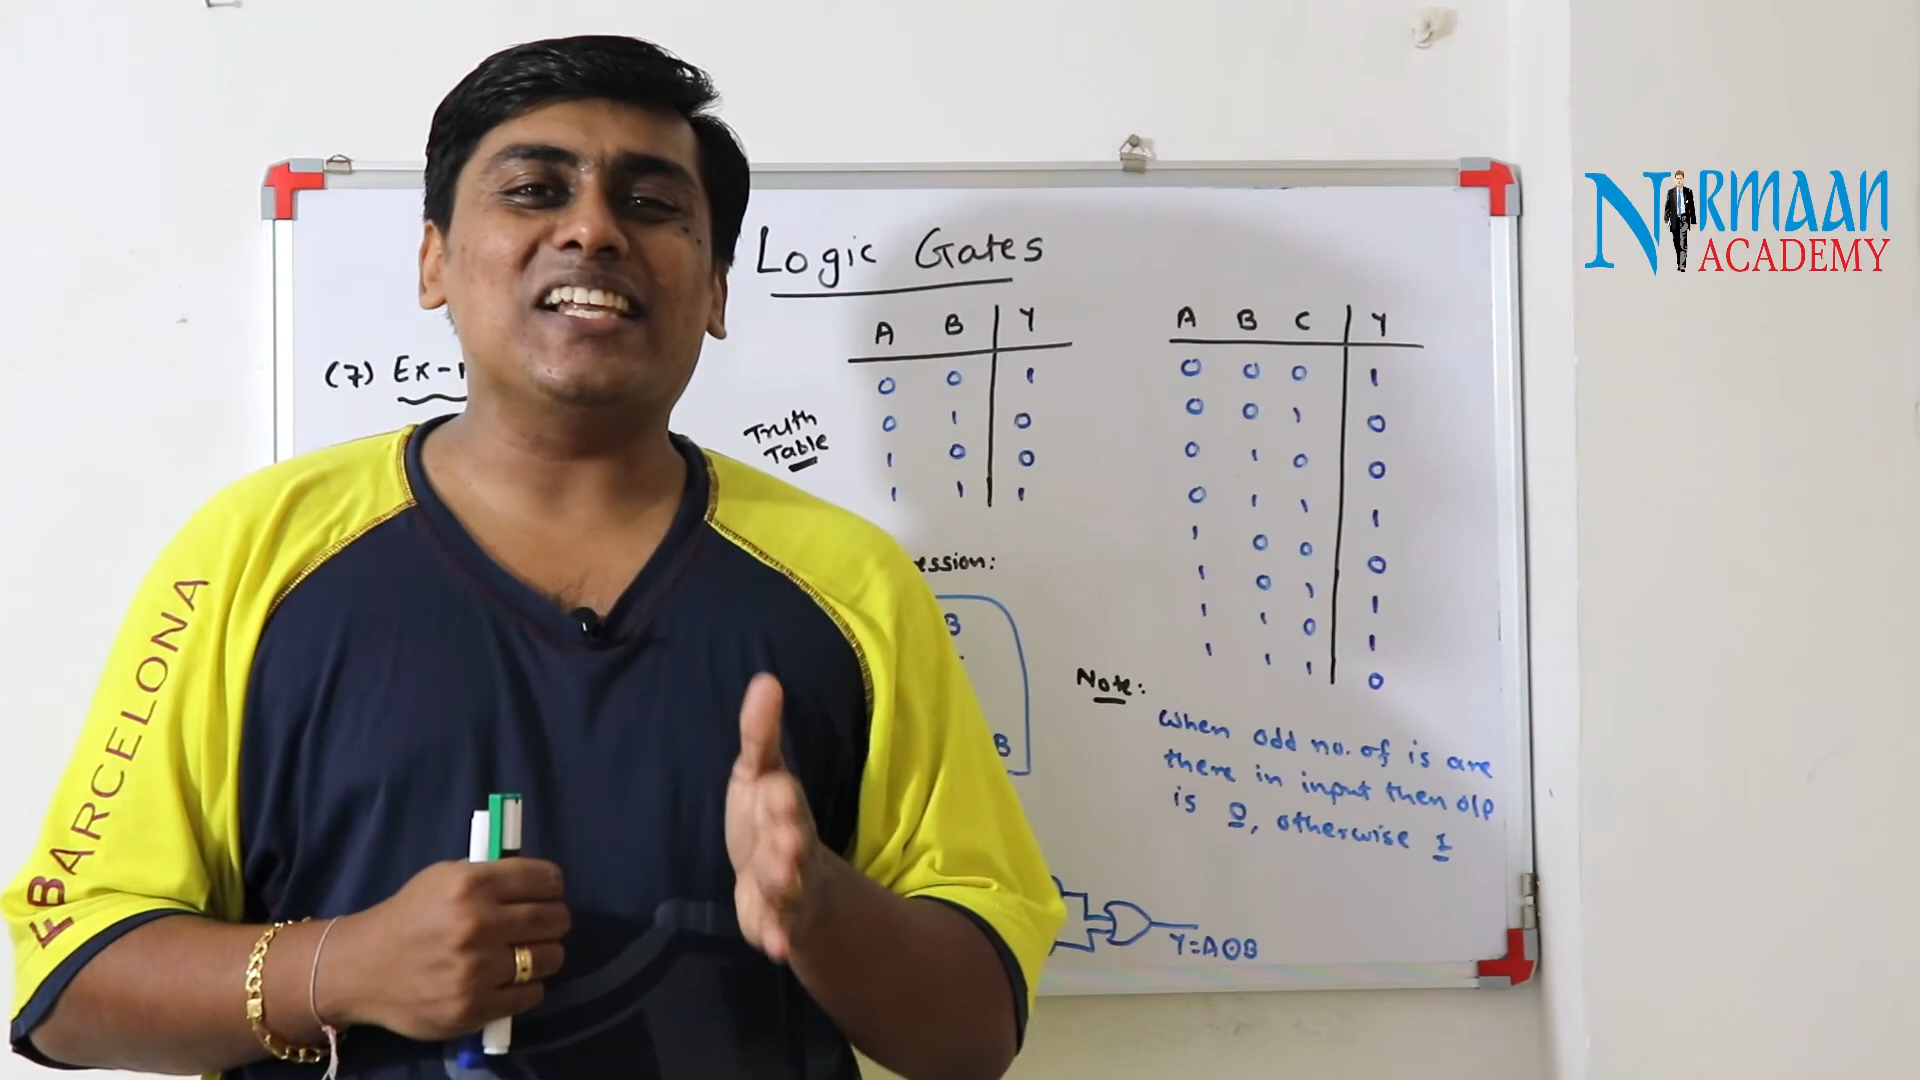 Logic Gates
NIRMAAN
ACADEMY
(7) Ex-
Truth
Table
A B Y
0 0 1
0 1 0
1 0 0
1 1 1
A B C Y
0 0 0 1
0 0 1 0
0 1 0 0
0 1 1 1
1 0 0 0
1 0 1 1
1 1 0 1
1 1 1 0
ession:
B
B
Note:
When odd no. of 1s are
there in input then o/p
is 0, otherwise 1
Y=A⊙B
FBARCELONA